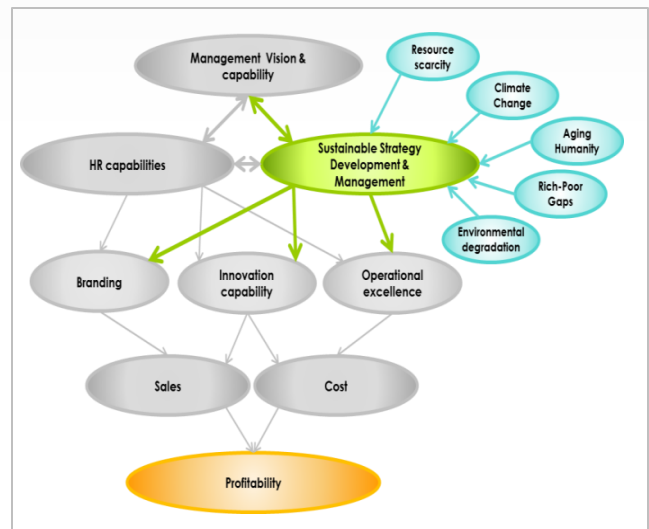 Management Vision &
capability
Resource
scarcity
Climate
Change
Aging
Humanity
Rich-Poor
Gaps
Environmental
degradation
HR capabilities
Sustainable Strategy
Development &
Management
Branding
Innovation
capability
Operational
excellence
Sales
Cost
Profitability